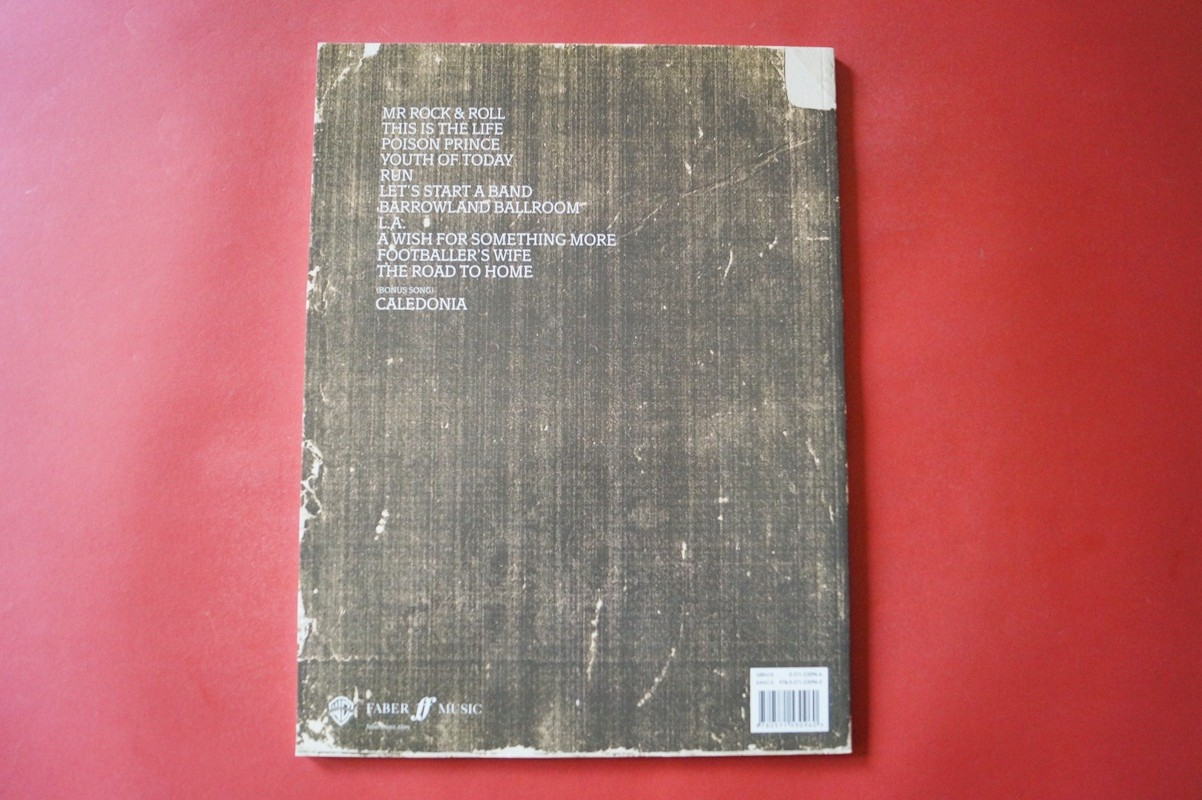 MR ROCK & ROLL
THIS IS THE LIFE
POISON PRINCE
YOUTH OF TODAY
RUN
LET'S START A BAND
BARROWLAND BALLROOM
L.A.
A WISH FOR SOMETHING MORE
FOOTBALLER'S WIFE
THE ROAD TO HOME
(BONUS SONG)
CALEDONIA
FABER ff MUSIC